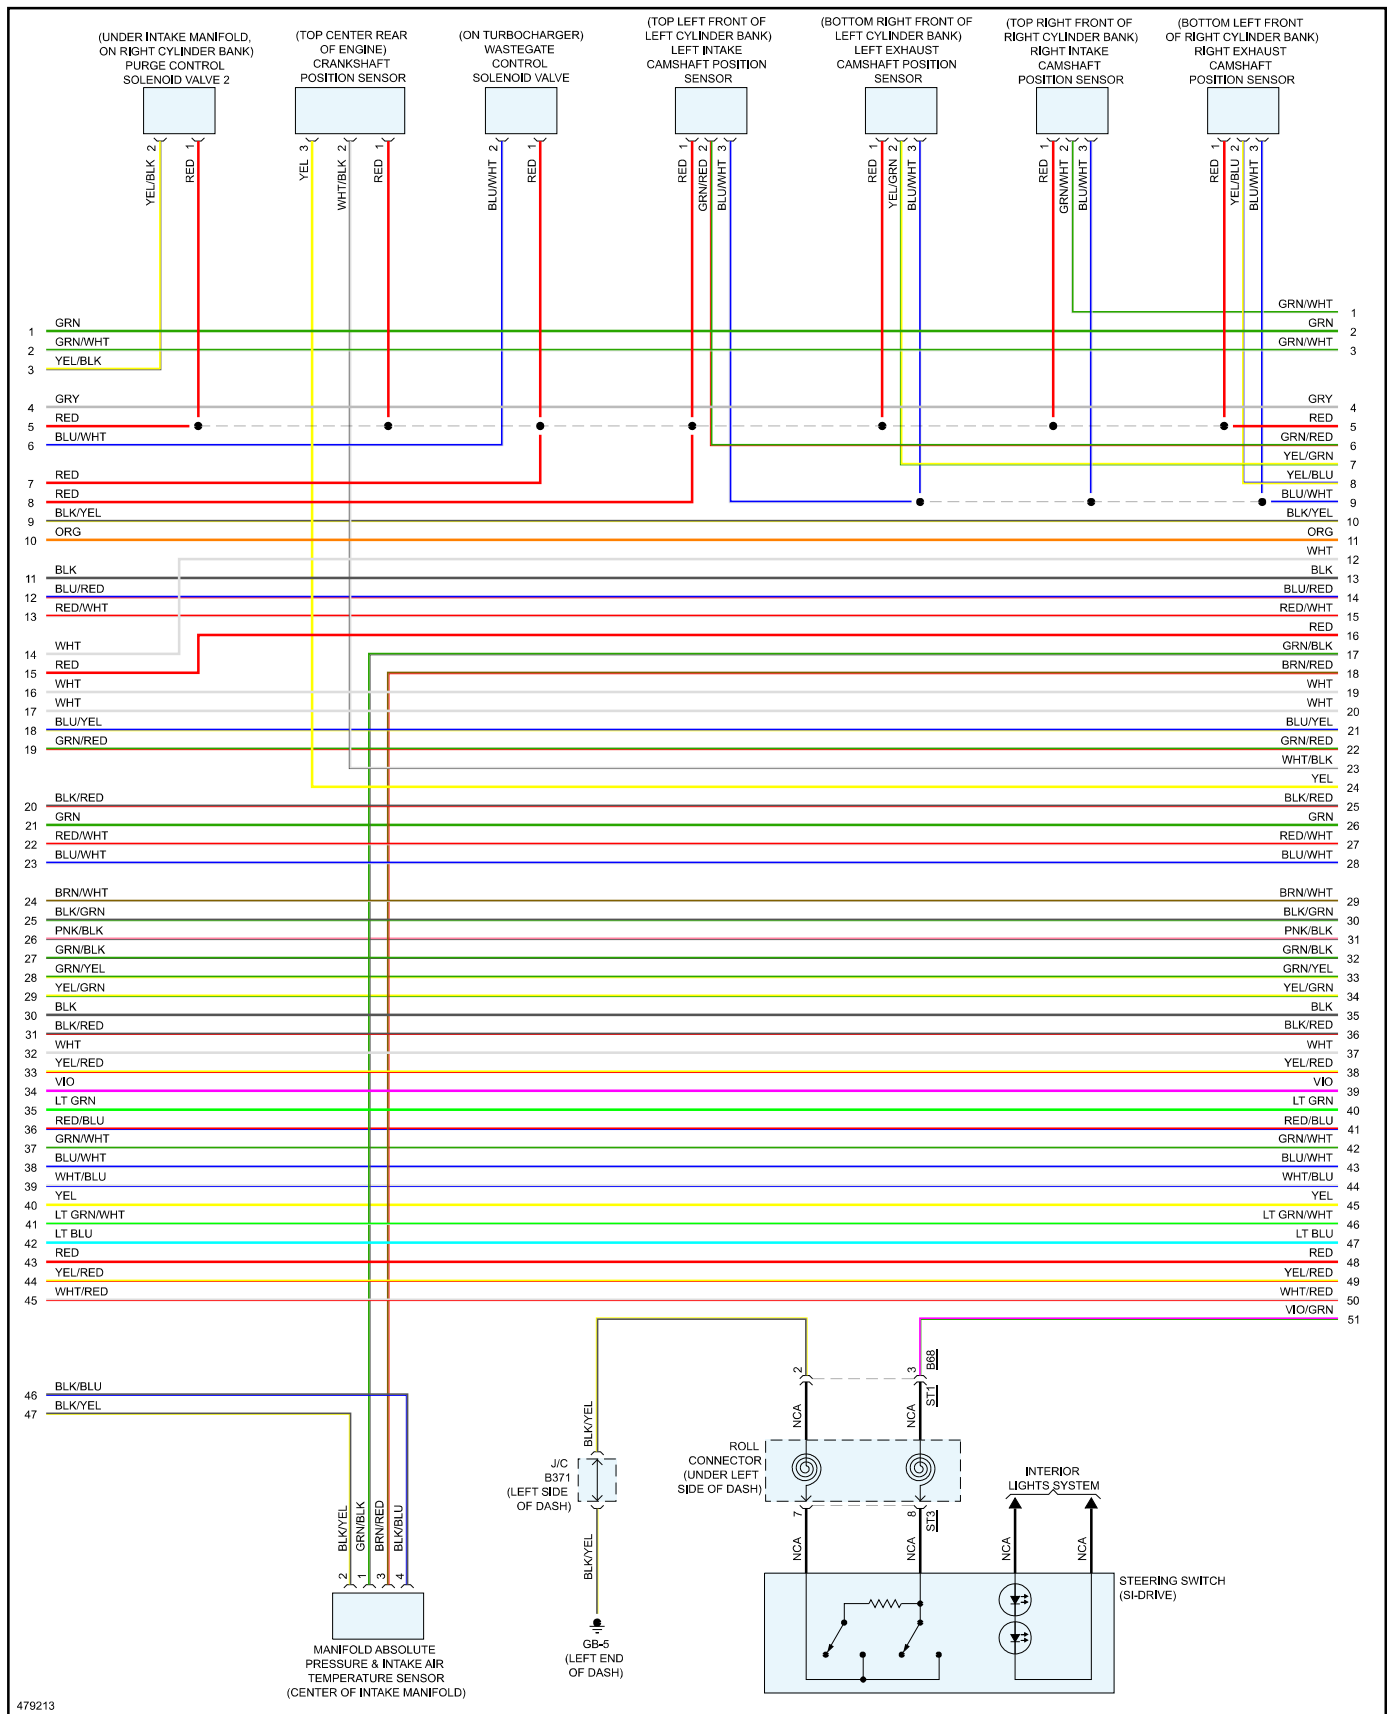 (UNDER INTAKE MANIFOLD,
ON RIGHT CYLINDER BANK)
PURGE CONTROL
SOLENOID VALVE 2
(TOP CENTER REAR
OF ENGINE)
CRANKSHAFT
POSITION SENSOR
(ON TURBOCHARGER)
WASTEGATE
CONTROL
SOLENOID VALVE
(TOP LEFT FRONT OF
LEFT CYLINDER BANK)
LEFT INTAKE
CAMSHAFT POSITION
SENSOR
(BOTTOM RIGHT FRONT OF
LEFT CYLINDER BANK)
LEFT EXHAUST
CAMSHAFT POSITION
SENSOR
(TOP RIGHT FRONT OF
RIGHT CYLINDER BANK)
RIGHT INTAKE
CAMSHAFT
POSITION SENSOR
(BOTTOM LEFT FRONT
OF RIGHT CYLINDER BANK)
RIGHT EXHAUST
CAMSHAFT
POSITION SENSOR
YEL/BLK 2
RED 1
YEL 3
WHT/BLK 2
RED 1
BLU/WHT 2
RED 1
RED 1
GRN/RED 2
BLU/WHT 3
RED 1
YEL/GRN 2
BLU/WHT 3
RED 1
GRN/WHT 2
BLU/WHT 3
RED 1
YEL/BLU 2
BLU/WHT 3
1 GRN
2 GRN/WHT
3 YEL/BLK
4 GRY
5 RED
6 BLU/WHT
7 RED
8 RED
9 BLK/YEL
10 ORG
11 BLK
12 BLU/RED
13 RED/WHT
14 WHT
15 RED
16 WHT
17 WHT
18 BLU/YEL
19 GRN/RED
20 BLK/RED
21 GRN
22 RED/WHT
23 BLU/WHT
24 BRN/WHT
25 BLK/GRN
26 PNK/BLK
27 GRN/BLK
28 GRN/YEL
29 YEL/GRN
30 BLK
31 BLK/RED
32 WHT
33 YEL/RED
34 VIO
35 LT GRN
36 RED/BLU
37 GRN/WHT
38 BLU/WHT
39 WHT/BLU
40 YEL
41 LT GRN/WHT
42 LT BLU
43 RED
44 YEL/RED
45 WHT/RED
46 BLK/BLU
47 BLK/YEL
GRN/WHT 1
GRN 2
GRN/WHT 3
GRY 4
RED 5
GRN/RED 6
YEL/GRN 7
YEL/BLU 8
BLU/WHT 9
BLK/YEL 10
ORG 11
WHT 12
BLK 13
BLU/RED 14
RED/WHT 15
RED 16
GRN/BLK 17
BRN/RED 18
WHT 19
WHT 20
BLU/YEL 21
GRN/RED 22
WHT/BLK 23
YEL 24
BLK/RED 25
GRN 26
RED/WHT 27
BLU/WHT 28
BRN/WHT 29
BLK/GRN 30
PNK/BLK 31
GRN/BLK 32
GRN/YEL 33
YEL/GRN 34
BLK 35
BLK/RED 36
WHT 37
YEL/RED 38
VIO 39
LT GRN 40
RED/BLU 41
GRN/WHT 42
BLU/WHT 43
WHT/BLU 44
YEL 45
LT GRN/WHT 46
LT BLU 47
RED 48
YEL/RED 49
WHT/RED 50
VIO/GRN 51
2
3
B68
ST1
NCA
NCA
BLK/YEL
J/C
B371
(LEFT SIDE
OF DASH)
BLK/YEL
GB-5
(LEFT END
OF DASH)
ROLL
CONNECTOR
(UNDER LEFT
SIDE OF DASH)
7
8
ST3
NCA
NCA
INTERIOR
LIGHTS SYSTEM
NCA
NCA
STEERING SWITCH
(SI-DRIVE)
2 BLK/YEL
1 GRN/BLK
3 BRN/RED
4 BLK/BLU
MANIFOLD ABSOLUTE
PRESSURE & INTAKE AIR
TEMPERATURE SENSOR
(CENTER OF INTAKE MANIFOLD)
479213